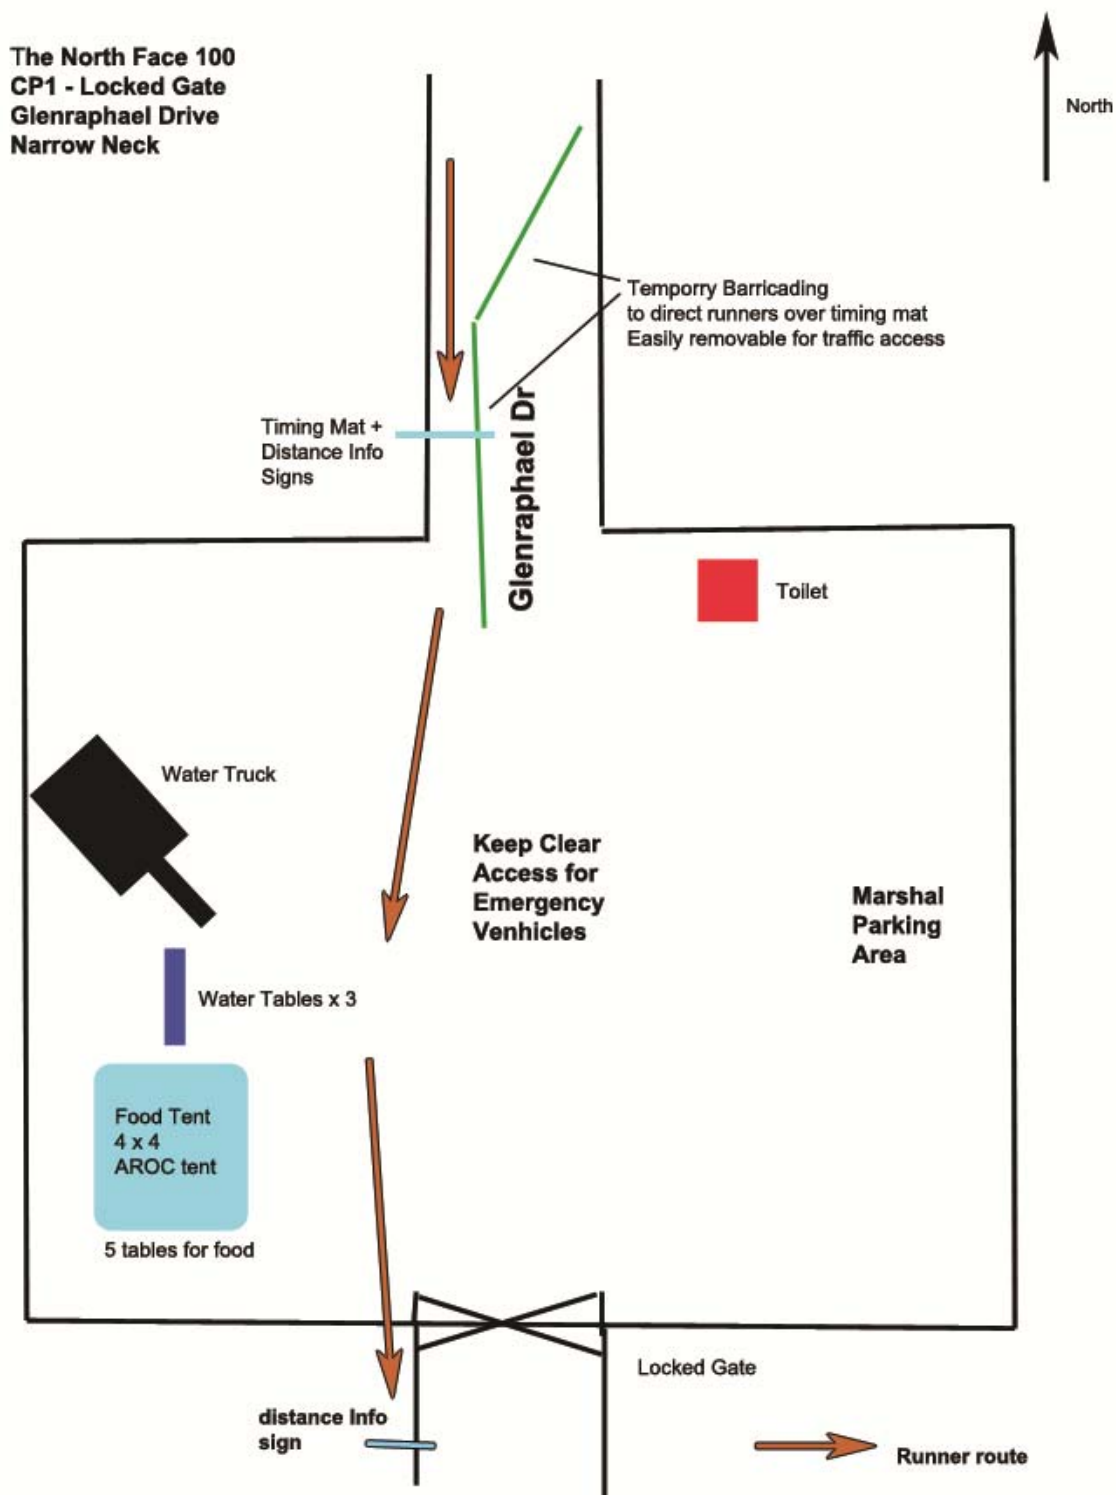 The North Face 100
CP1 - Locked Gate
Glenraphael Drive
Narrow Neck
North
Temporry Barricading
to direct runners over timing mat
Easily removable for traffic access
Timing Mat +
Distance Info
Signs
Glenraphael Dr
Toilet
Water Truck
Keep Clear
Access for
Emergency
Venhicles
Marshal
Parking
Area
Water Tables x 3
Food Tent
4 x 4
AROC tent
5 tables for food
Locked Gate
distance Info
sign
Runner route